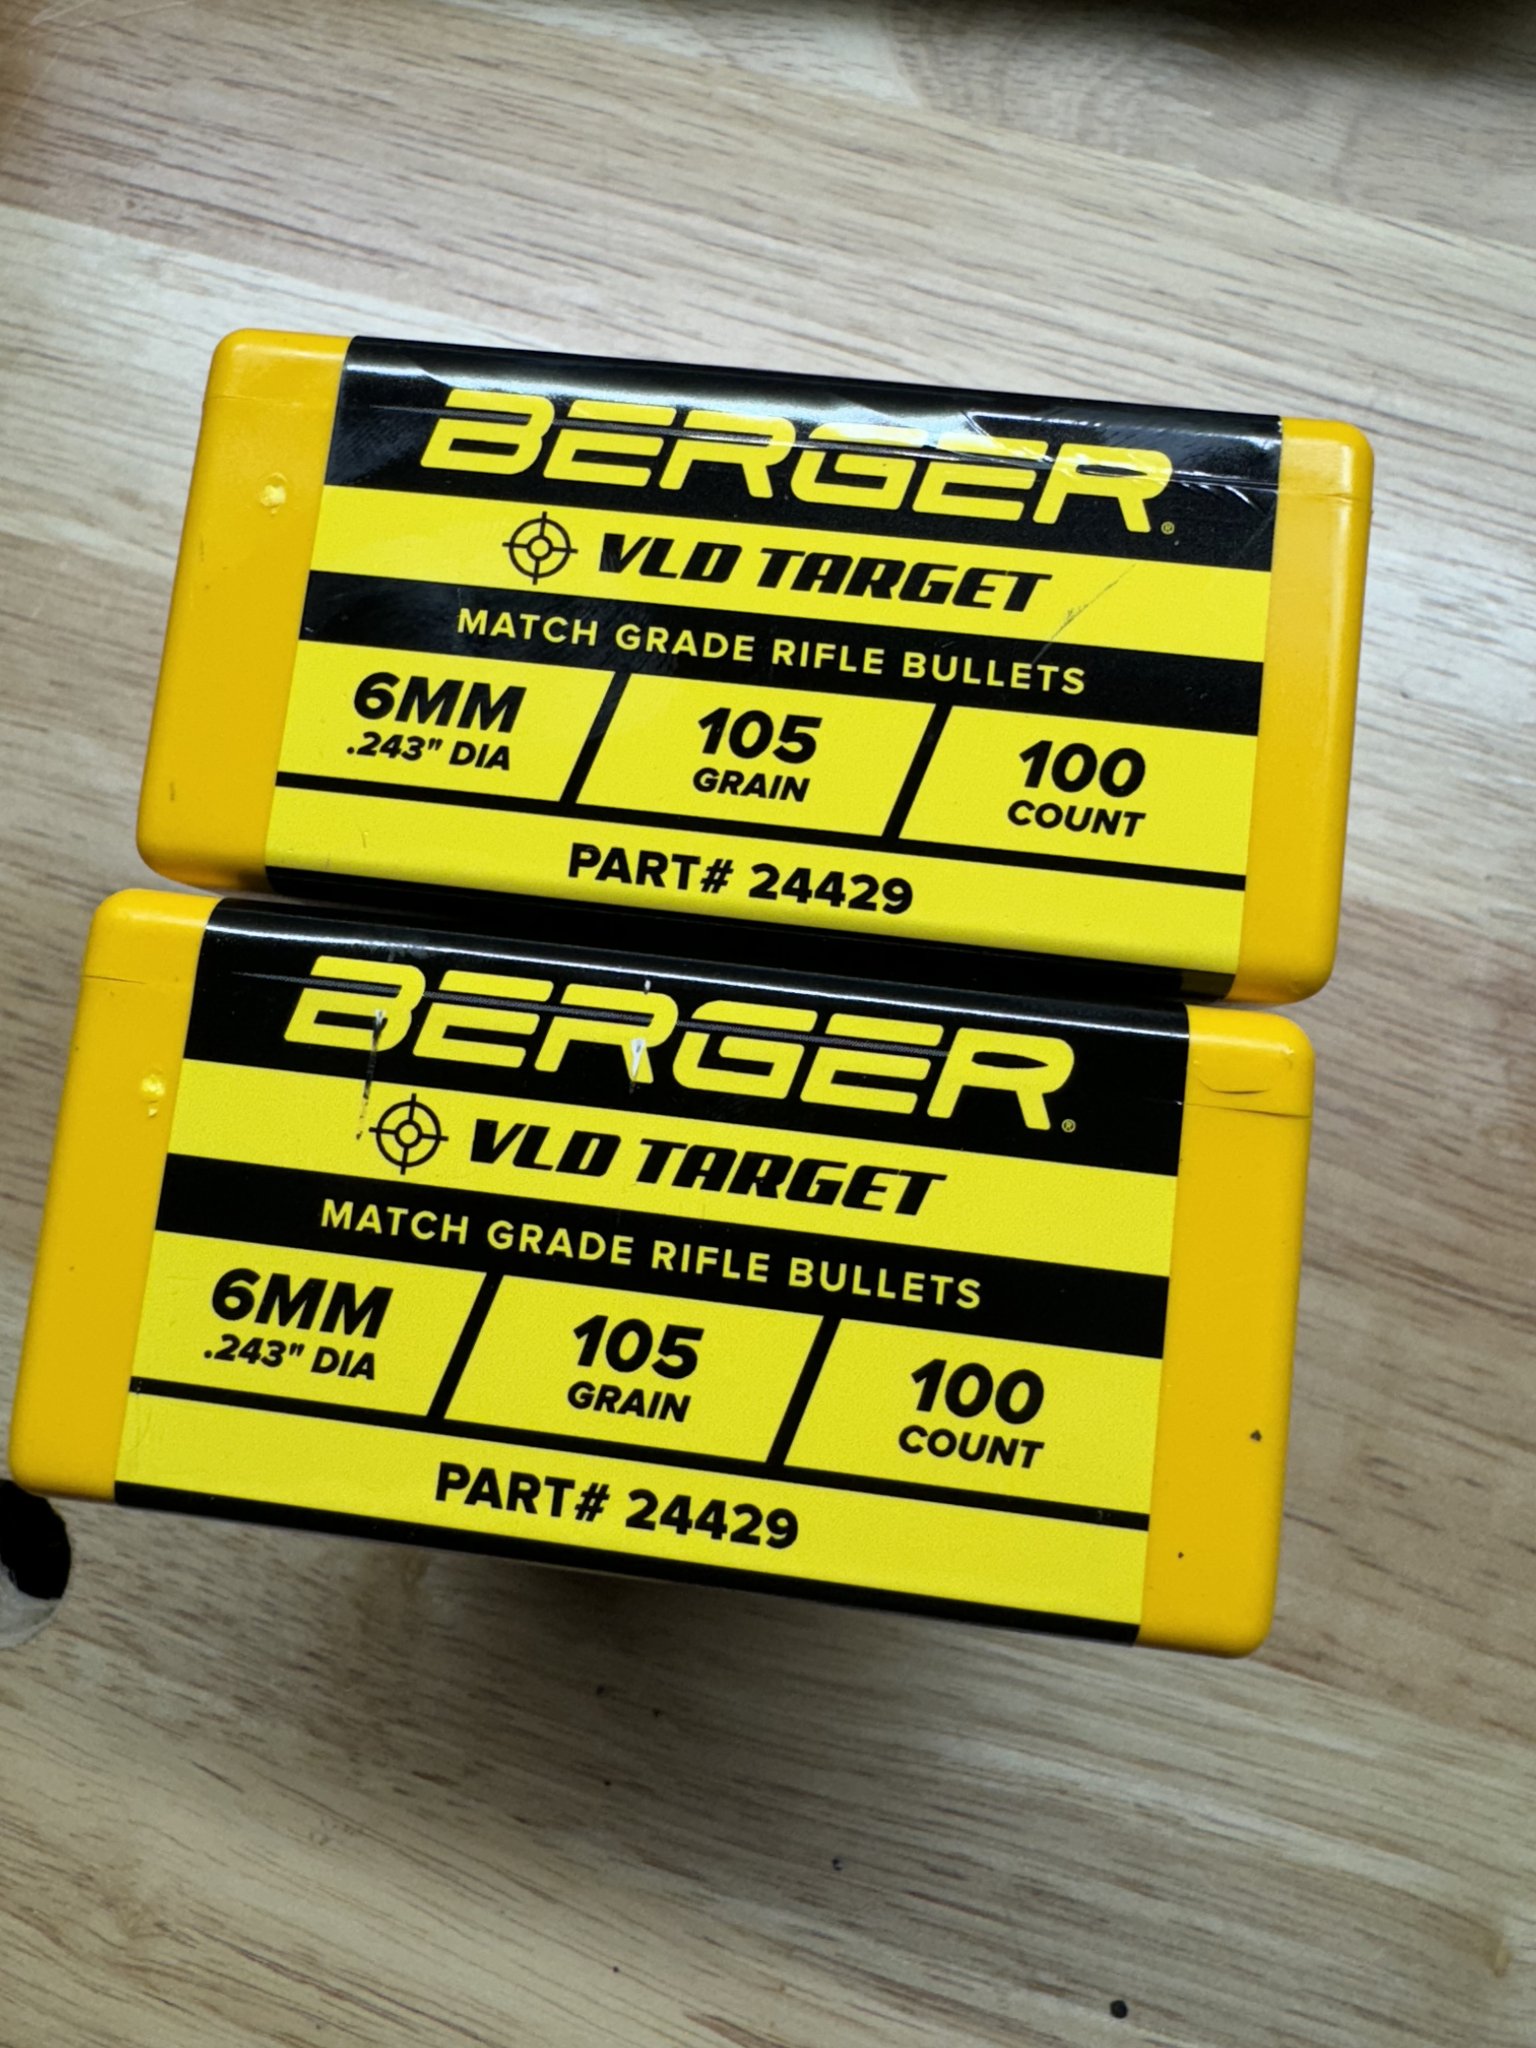 BERGER®
VLD TARGET
MATCH GRADE RIFLE BULLETS
6MM 105 100
.243" DIA GRAIN COUNT
PART# 24429
BERGER®
VLD TARGET
MATCH GRADE RIFLE BULLETS
6MM 105 100
.243" DIA GRAIN COUNT
PART# 24429